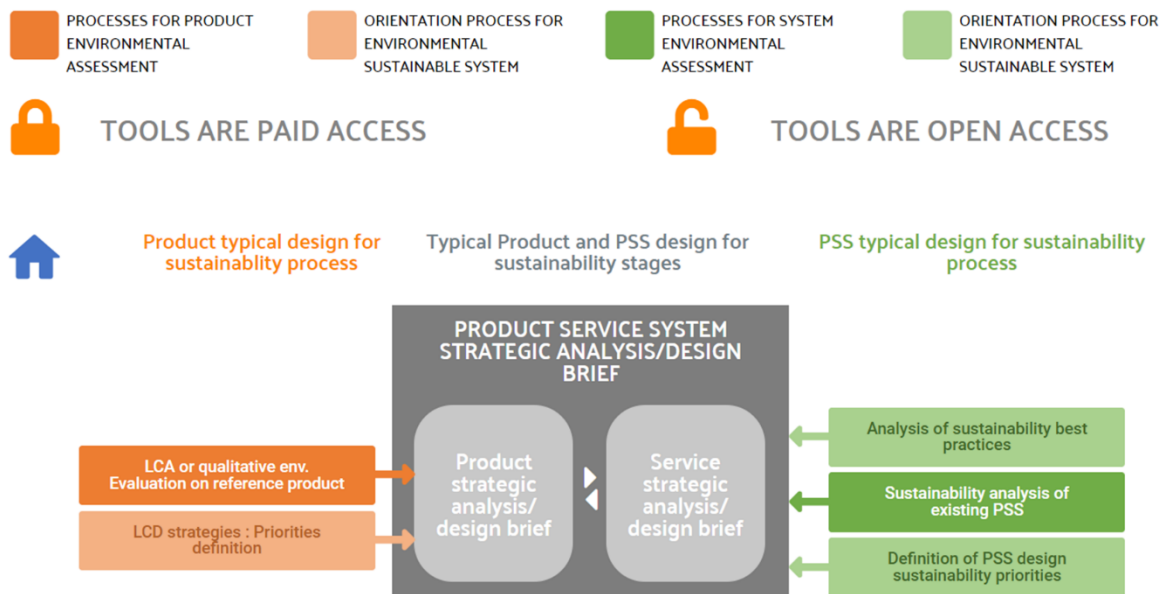 PROCESSES FOR PRODUCT
ENVIRONMENTAL
ASSESSMENT
ORIENTATION PROCESS FOR
ENVIRONMENTAL
SUSTAINABLE SYSTEM
PROCESSES FOR SYSTEM
ENVIRONMENTAL
ASSESSMENT
ORIENTATION PROCESS FOR
ENVIRONMENTAL
SUSTAINABLE SYSTEM
TOOLS ARE PAID ACCESS
TOOLS ARE OPEN ACCESS
Product typical design for
sustainablity process
Typical Product and PSS design for
sustainability stages
PSS typical design for sustainability
process
PRODUCT SERVICE SYSTEM
STRATEGIC ANALYSIS/DESIGN
BRIEF
LCA or qualitative env.
Evaluation on reference product
LCD strategies : Priorities
definition
Product
strategic
analysis/
design brief
Service
strategic
analysis/
design brief
Analysis of sustainability best
practices
Sustainability analysis of
existing PSS
Definition of PSS design
sustainability priorities